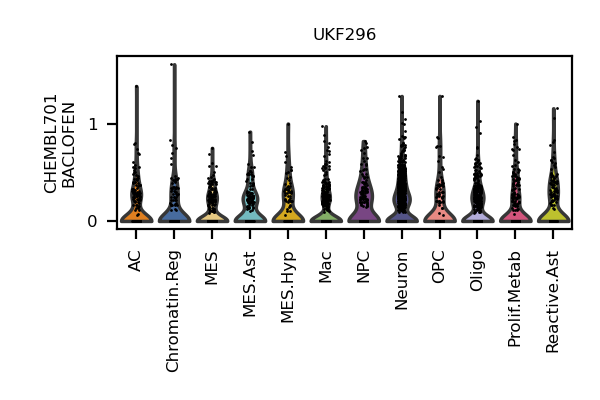 UKF296
CHEMBL701
BACLOFEN
1
0
AC
Chromatin.Reg
MES
MES.Ast
MES.Hyp
Mac
NPC
Neuron
OPC
Oligo
Prolif.Metab
Reactive.Ast